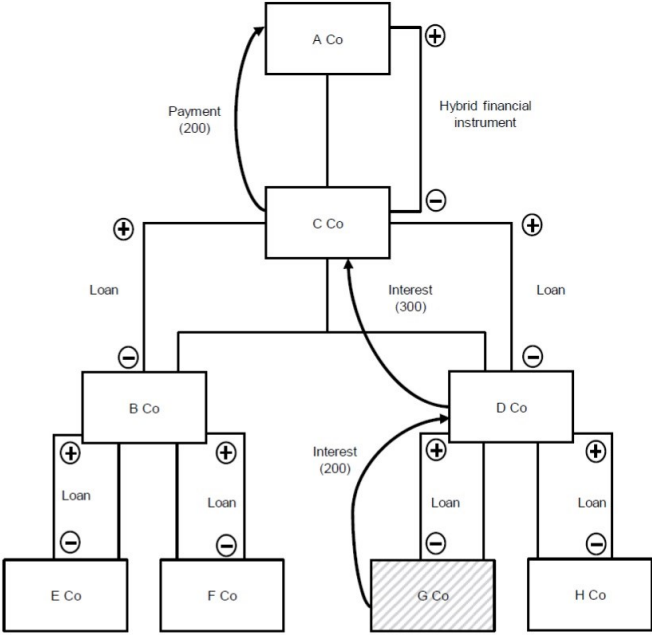 A Co
+
Payment
(200)
Hybrid financial
instrument
−
C Co
+
+
Loan
Interest
(300)
Loan
−
−
B Co
D Co
+
+
Interest
(200)
+
+
Loan
Loan
Loan
Loan
−
−
−
−
E Co
F Co
G Co
H Co